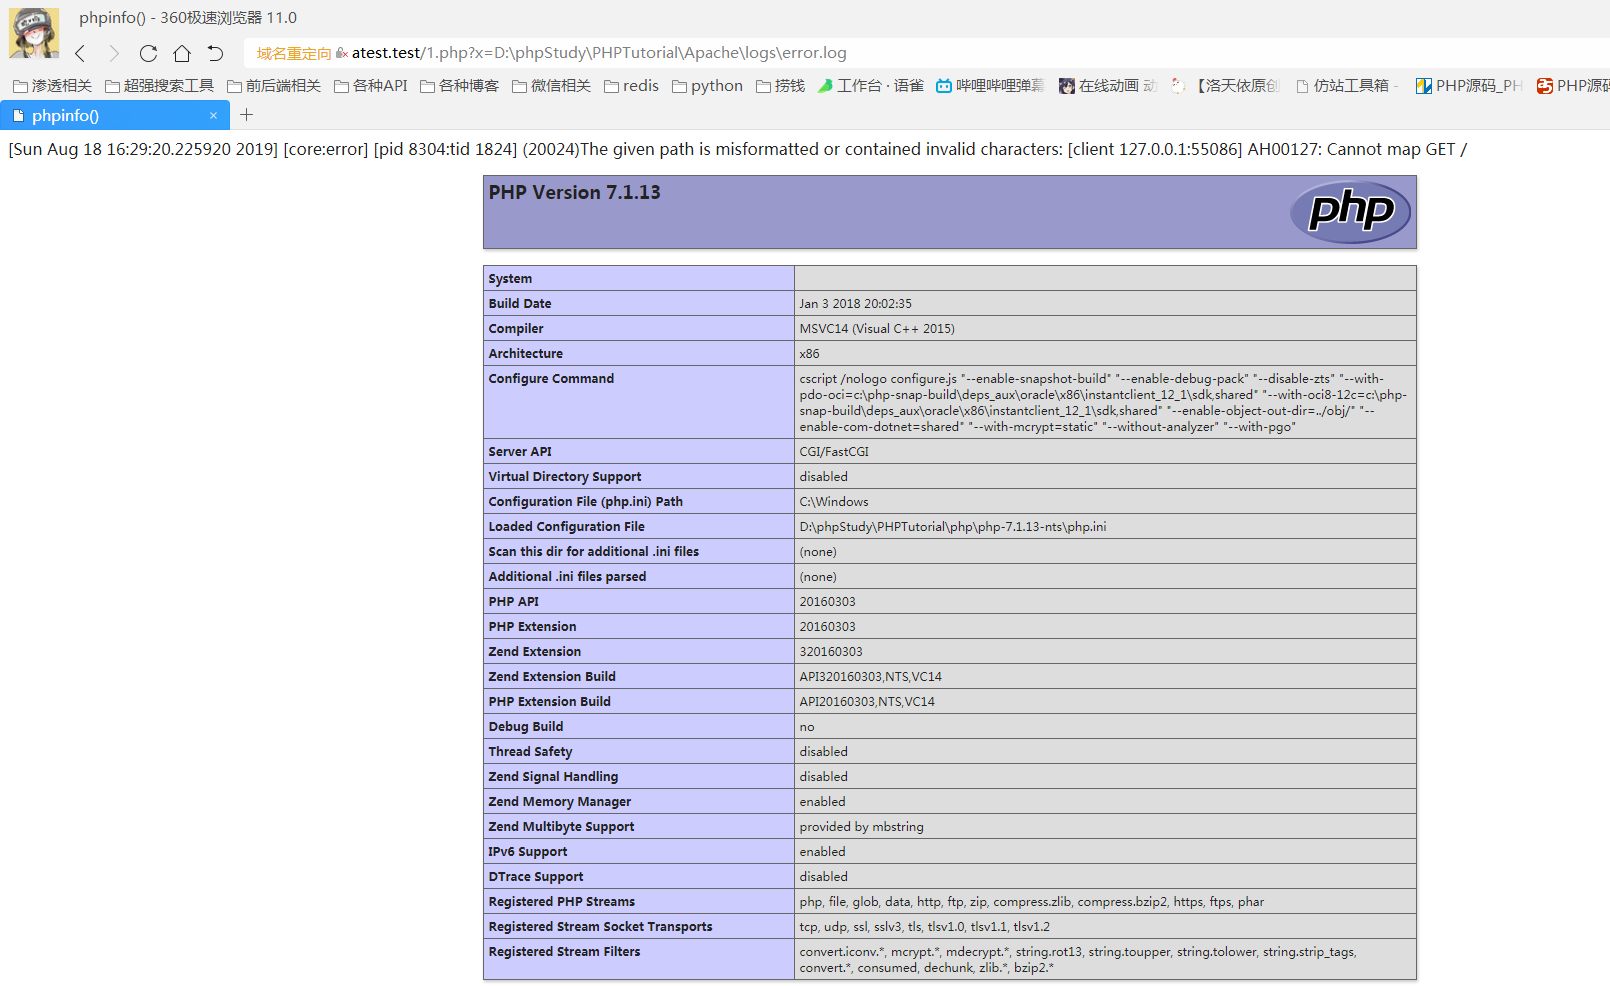 phpinfo() - 360极速浏览器 11.0
域名重定向 atest.test/1.php?x=D:\phpStudy\PHPTutorial\Apache\logs\error.log
渗透相关 超强搜索工具 前后端相关 各种API 各种博客 微信相关 redis python 捞钱 工作台 · 语雀 哔哩哔哩弹幕 在线动画 动 【洛天依原创 仿站工具箱 - PHP源码_PH PHP源码
phpinfo() ×
[Sun Aug 18 16:29:20.225920 2019] [core:error] [pid 8304:tid 1824] (20024)The given path is misformatted or contained invalid characters: [client 127.0.0.1:55086] AH00127: Cannot map GET /
PHP Version 7.1.13
php
System
Build Date Jan 3 2018 20:02:35
Compiler MSVC14 (Visual C++ 2015)
Architecture x86
Configure Command cscript /nologo configure.js "--enable-snapshot-build" "--enable-debug-pack" "--disable-zts" "--with-
pdo-oci=c:\php-snap-build\deps_aux\oracle\x86\instantclient_12_1\sdk,shared" "--with-oci8-12c=c:\php-
snap-build\deps_aux\oracle\x86\instantclient_12_1\sdk,shared" "--enable-object-out-dir=../obj/" "--
enable-com-dotnet=shared" "--with-mcrypt=static" "--without-analyzer" "--with-pgo"
Server API CGI/FastCGI
Virtual Directory Support disabled
Configuration File (php.ini) Path C:\Windows
Loaded Configuration File D:\phpStudy\PHPTutorial\php\php-7.1.13-nts\php.ini
Scan this dir for additional .ini files (none)
Additional .ini files parsed (none)
PHP API 20160303
PHP Extension 20160303
Zend Extension 320160303
Zend Extension Build API320160303,NTS,VC14
PHP Extension Build API20160303,NTS,VC14
Debug Build no
Thread Safety disabled
Zend Signal Handling disabled
Zend Memory Manager enabled
Zend Multibyte Support provided by mbstring
IPv6 Support enabled
DTrace Support disabled
Registered PHP Streams php, file, glob, data, http, ftp, zip, compress.zlib, compress.bzip2, https, ftps, phar
Registered Stream Socket Transports tcp, udp, ssl, sslv3, tls, tlsv1.0, tlsv1.1, tlsv1.2
Registered Stream Filters convert.iconv.*, mcrypt.*, mdecrypt.*, string.rot13, string.toupper, string.tolower, string.strip_tags,
convert.*, consumed, dechunk, zlib.*, bzip2.*